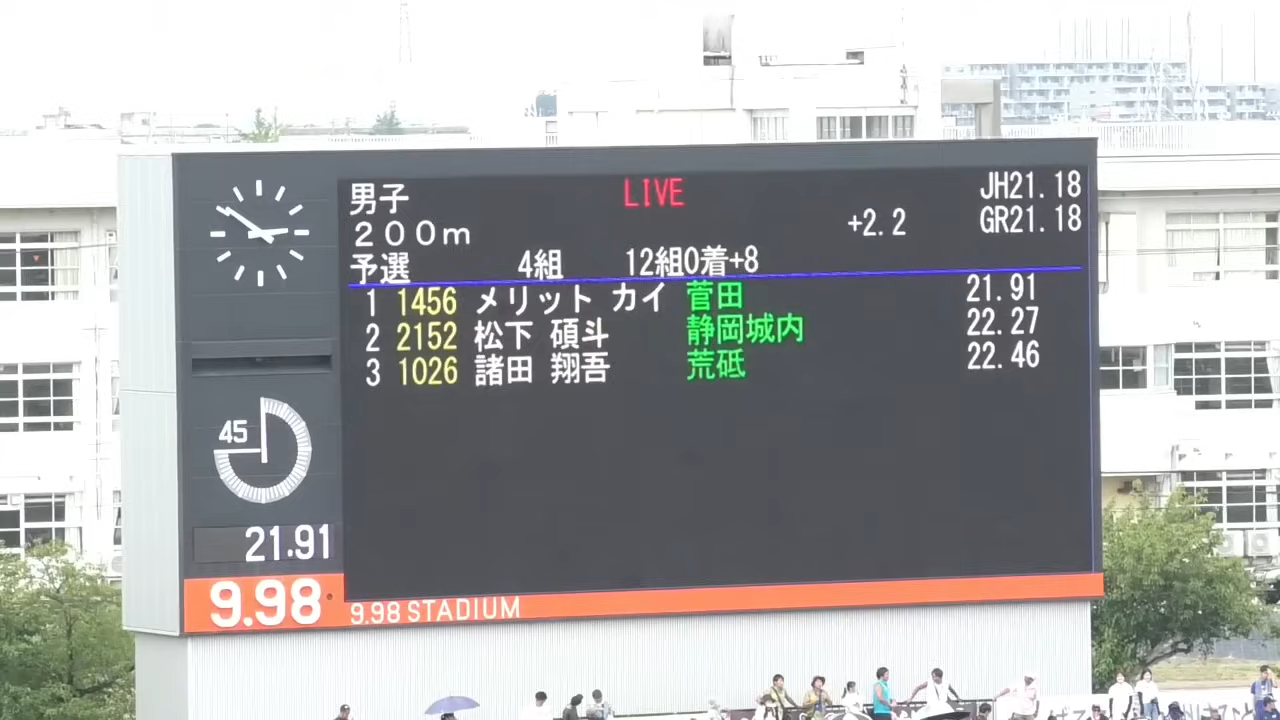 男子 LIVE JH21.18
200m +2.2 GR21.18
予選 4組 12組0着+8
1 1456 メリット カイ 菅田 21.91
2 2152 松下 碩斗 静岡城内 22.27
3 1026 諸田 翔吾 荒砥 22.46
45
21.91
9.98
9.98 STADIUM